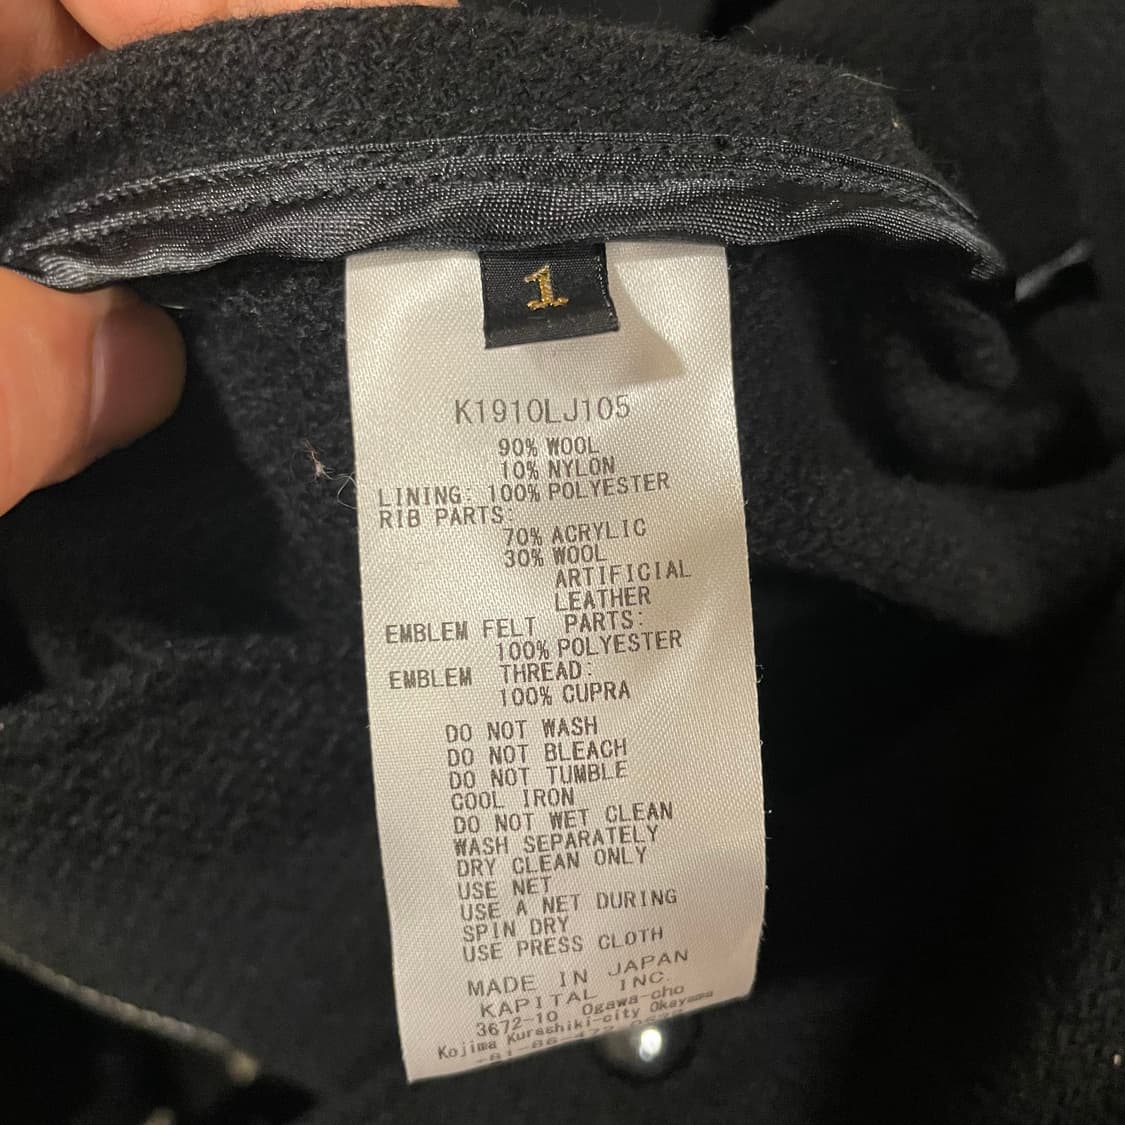 1
K1910LJ105
90% WOOL
10% NYLON
LINING: 100% POLYESTER
RIB PARTS:
70% ACRYLIC
30% WOOL
ARTIFICIAL
LEATHER
EMBLEM FELT PARTS:
100% POLYESTER
EMBLEM THREAD:
100% CUPRA
DO NOT WASH
DO NOT BLEACH
DO NOT TUMBLE
COOL IRON
DO NOT WET CLEAN
WASH SEPARATELY
DRY CLEAN ONLY
USE NET
USE A NET DURING
SPIN DRY
USE PRESS CLOTH
MADE IN JAPAN
KAPITAL INC.
3672-10 Ogawa-cho
Kojima Kurashiki-city Okayama